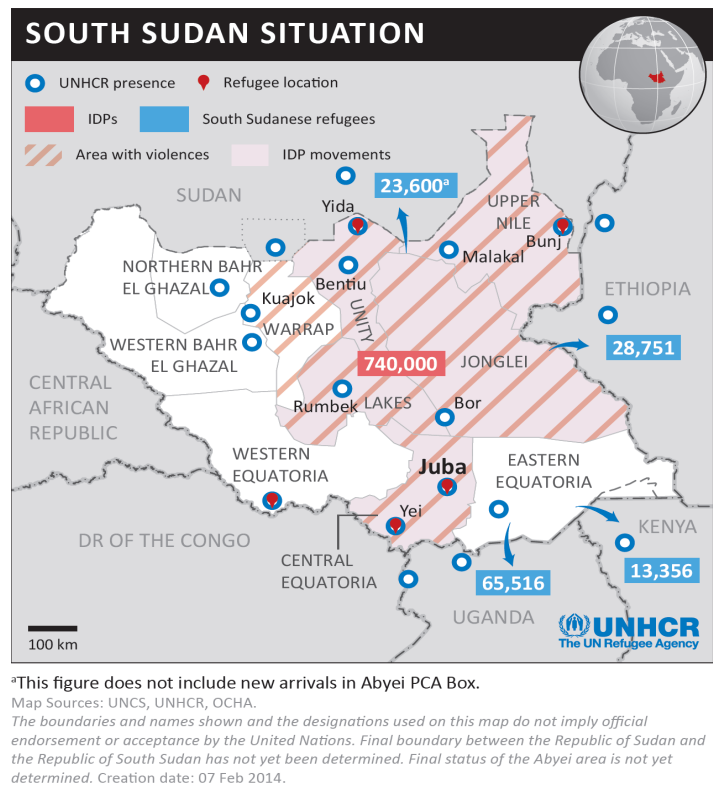 SOUTH SUDAN SITUATION
UNHCR presence
Refugee location
IDPs
South Sudanese refugees
Area with violences
IDP movements
SUDAN
23,600ᵃ
Yida
UPPER
NILE
Bunj
Malakal
NORTHERN BAHR
EL GHAZAL
Bentiu
ETHIOPIA
Kuajok
UNITY
WARRAP
WESTERN BAHR
EL GHAZAL
740,000
JONGLEI
28,751
CENTRAL
AFRICAN
REPUBLIC
Rumbek
LAKES
Bor
WESTERN
EQUATORIA
Juba
EASTERN
EQUATORIA
Yei
DR OF THE CONGO
KENYA
CENTRAL
EQUATORIA
65,516
13,356
UGANDA
100 km
UNHCR
The UN Refugee Agency
ᵃThis figure does not include new arrivals in Abyei PCA Box.
Map Sources: UNCS, UNHCR, OCHA.
The boundaries and names shown and the designations used on this map do not imply official
endorsement or acceptance by the United Nations. Final boundary between the Republic of Sudan and
the Republic of South Sudan has not yet been determined. Final status of the Abyei area is not yet
determined. Creation date: 07 Feb 2014.